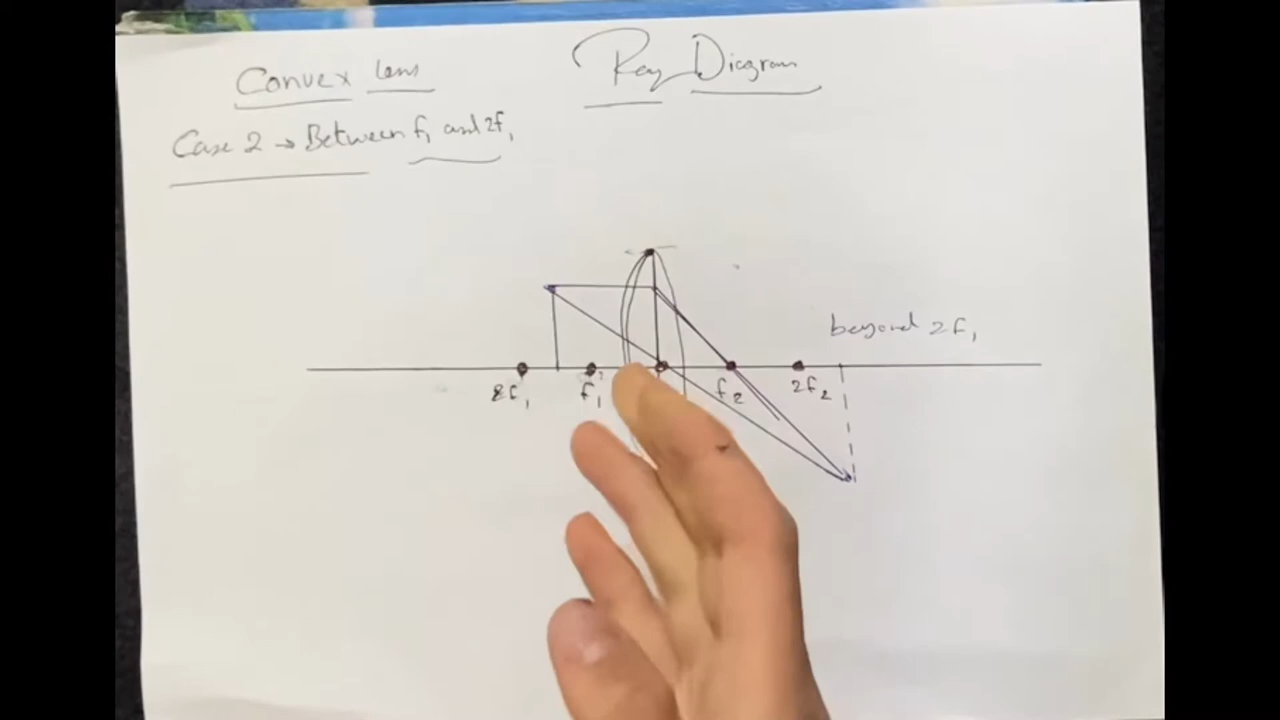 Convex lens
Ray Diagram
Case 2 → Between f₁ and 2f₁
beyond 2f₁
2f₁
f₁
f₂
2f₂